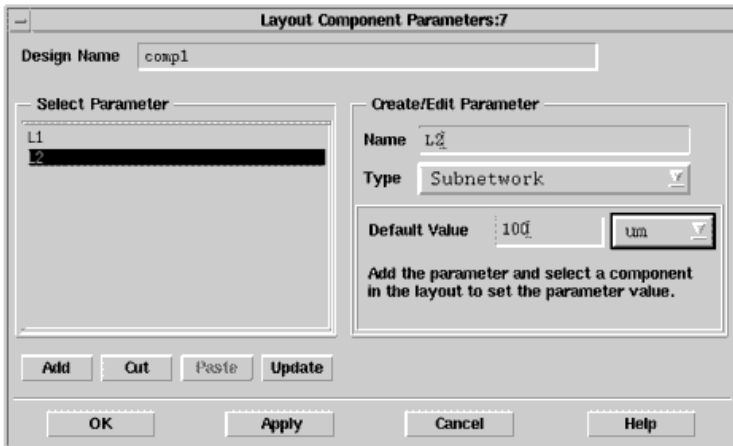 Layout Component Parameters:7
Design Name comp1
Select Parameter
L1
L2
Create/Edit Parameter
Name L2
Type Subnetwork
Default Value 100 um
Add the parameter and select a component
in the layout to set the parameter value.
Add Cut Paste Update
OK Apply Cancel Help